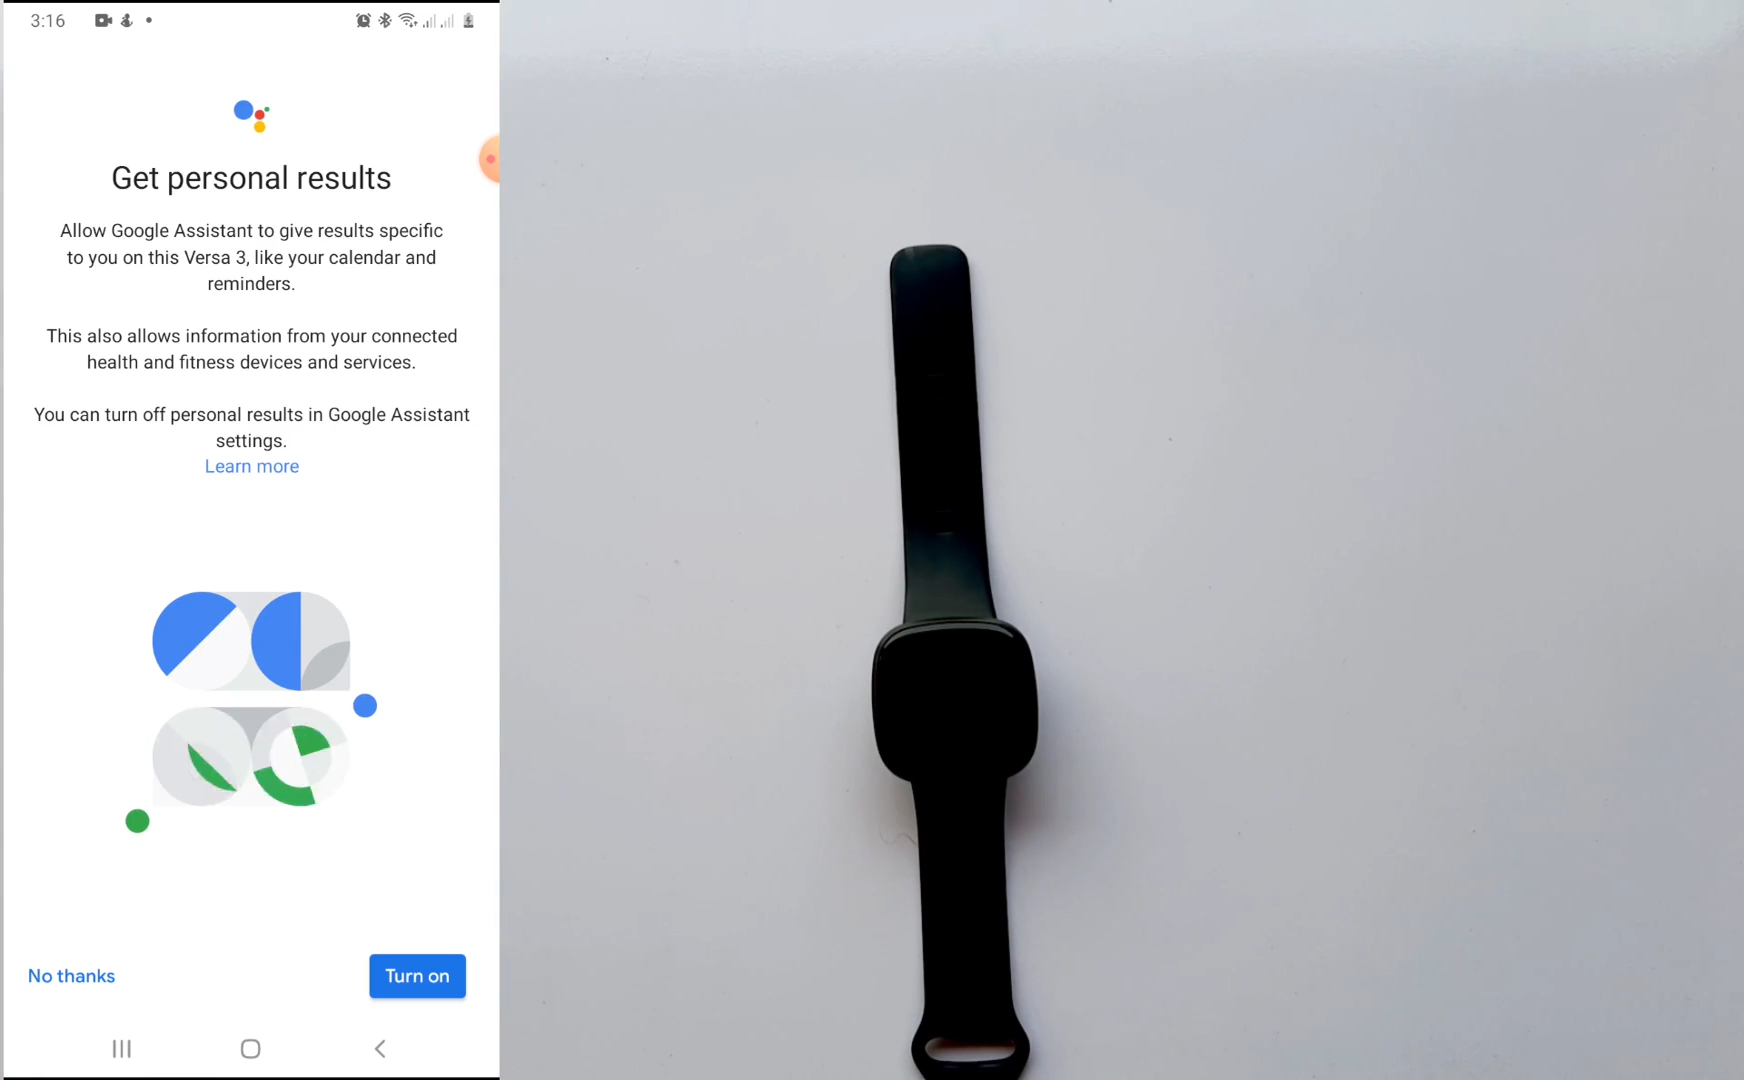 3:16
Get personal results
Allow Google Assistant to give results specific
to you on this Versa 3, like your calendar and
reminders.
This also allows information from your connected
health and fitness devices and services.
You can turn off personal results in Google Assistant
settings.
Learn more
No thanks
Turn on